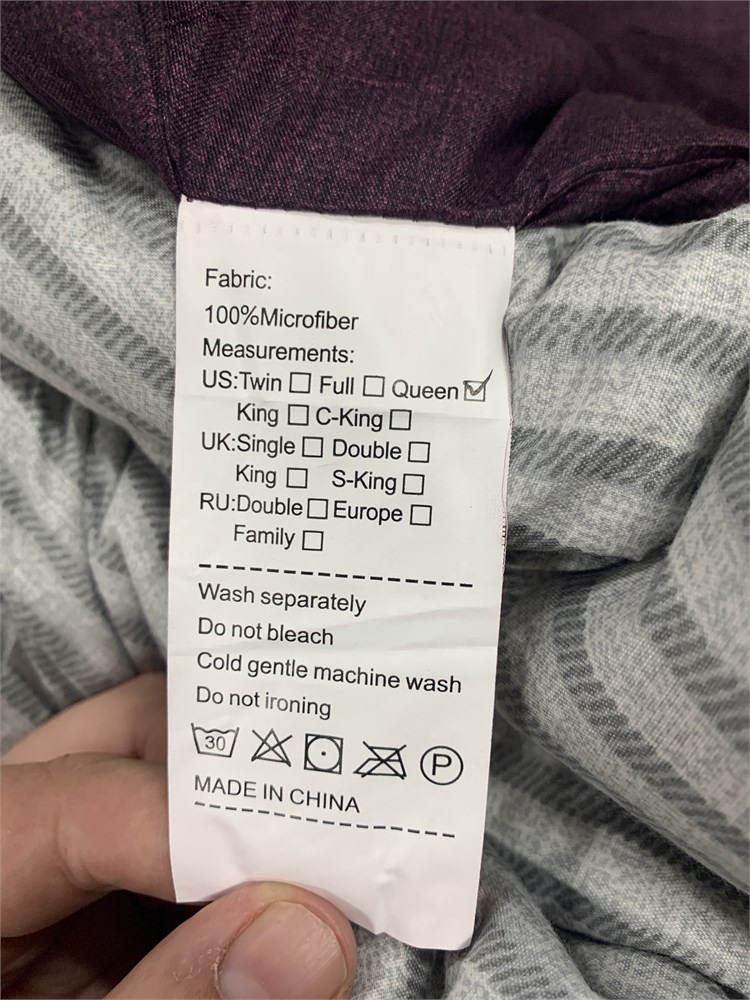 Fabric:
100%Microfiber
Measurements:
US:Twin ☐ Full ☐ Queen ☑
King ☐ C-King ☐
UK:Single ☐ Double ☐
King ☐ S-King ☐
RU:Double ☐ Europe ☐
Family ☐
Wash separately
Do not bleach
Cold gentle machine wash
Do not ironing
30 P
MADE IN CHINA